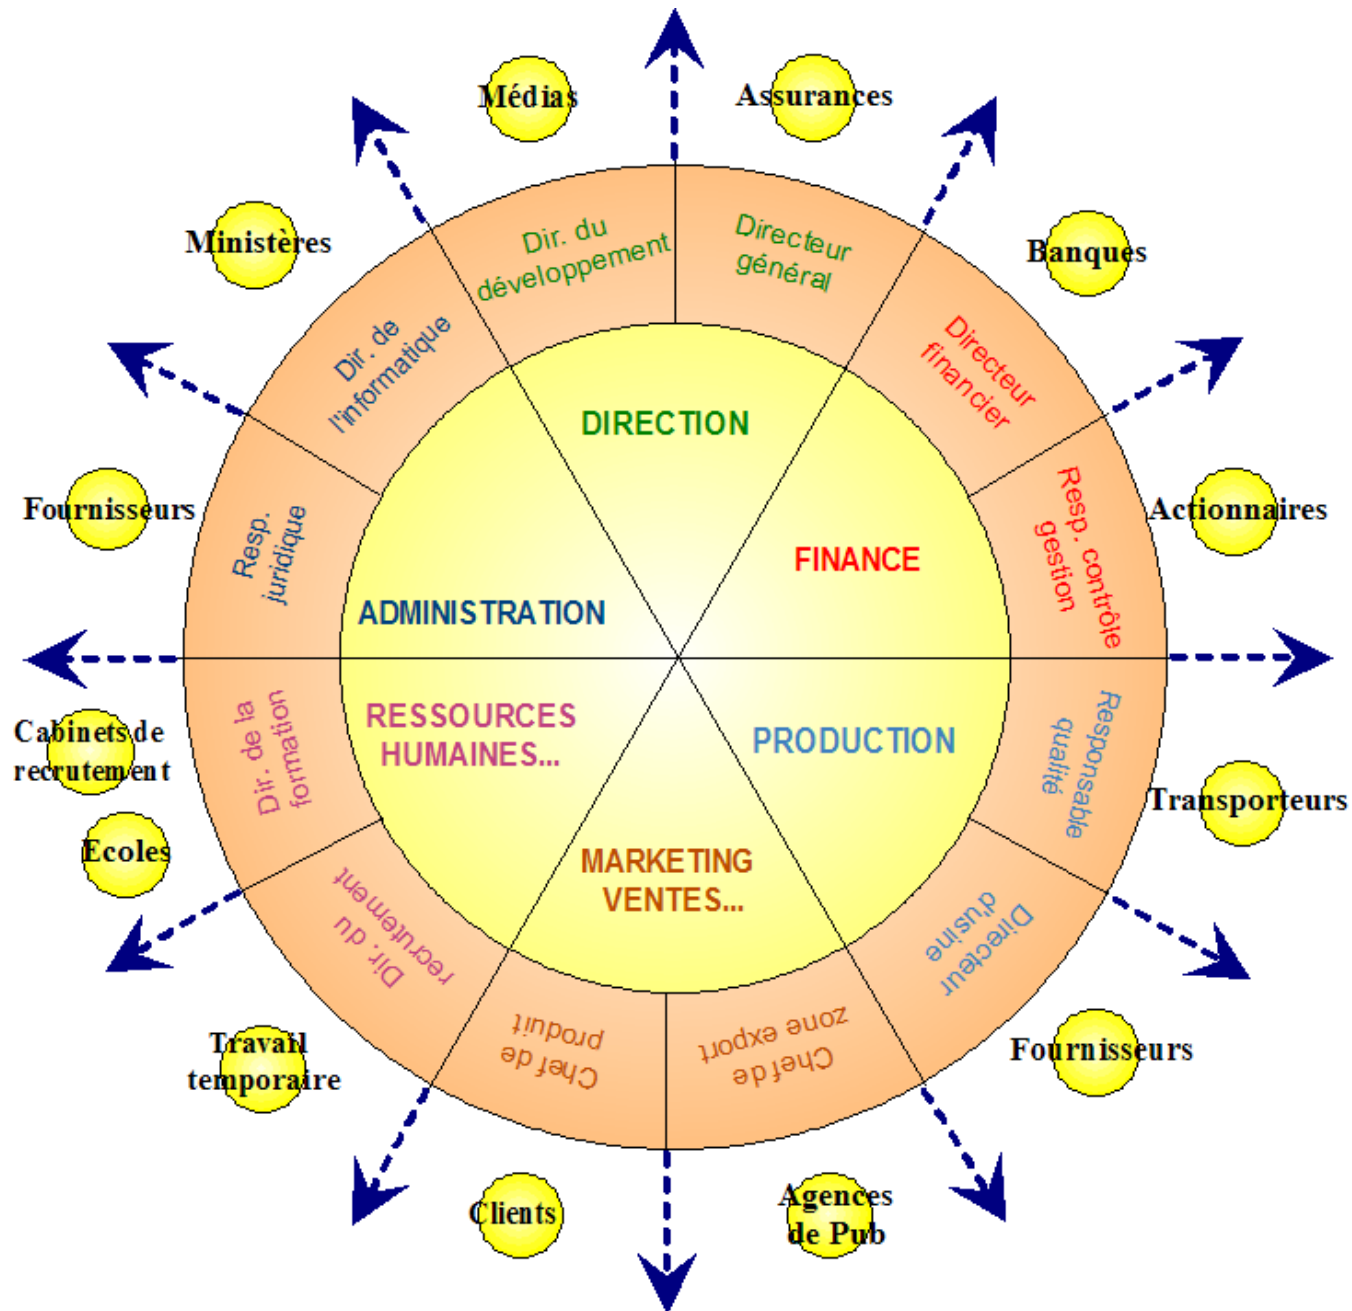 Médias
Assurances
Ministères
Banques
Dir. du
développement
Directeur
général
Dir. de
l'informatique
Directeur
financier
DIRECTION
Fournisseurs
Resp.
juridique
ADMINISTRATION
FINANCE
Resp. contrôle
gestion
Actionnaires
Cabinets de
recrutement
Ecoles
Dir. de la
formation
RESSOURCES
HUMAINES...
PRODUCTION
Responsable
qualité
Transporteurs
MARKETING
VENTES...
Dir. du
recrutement
Directeur
d'usine
Chef de
produit
Chef de
zone export
Travail
temporaire
Fournisseurs
Clients
Agences
de Pub